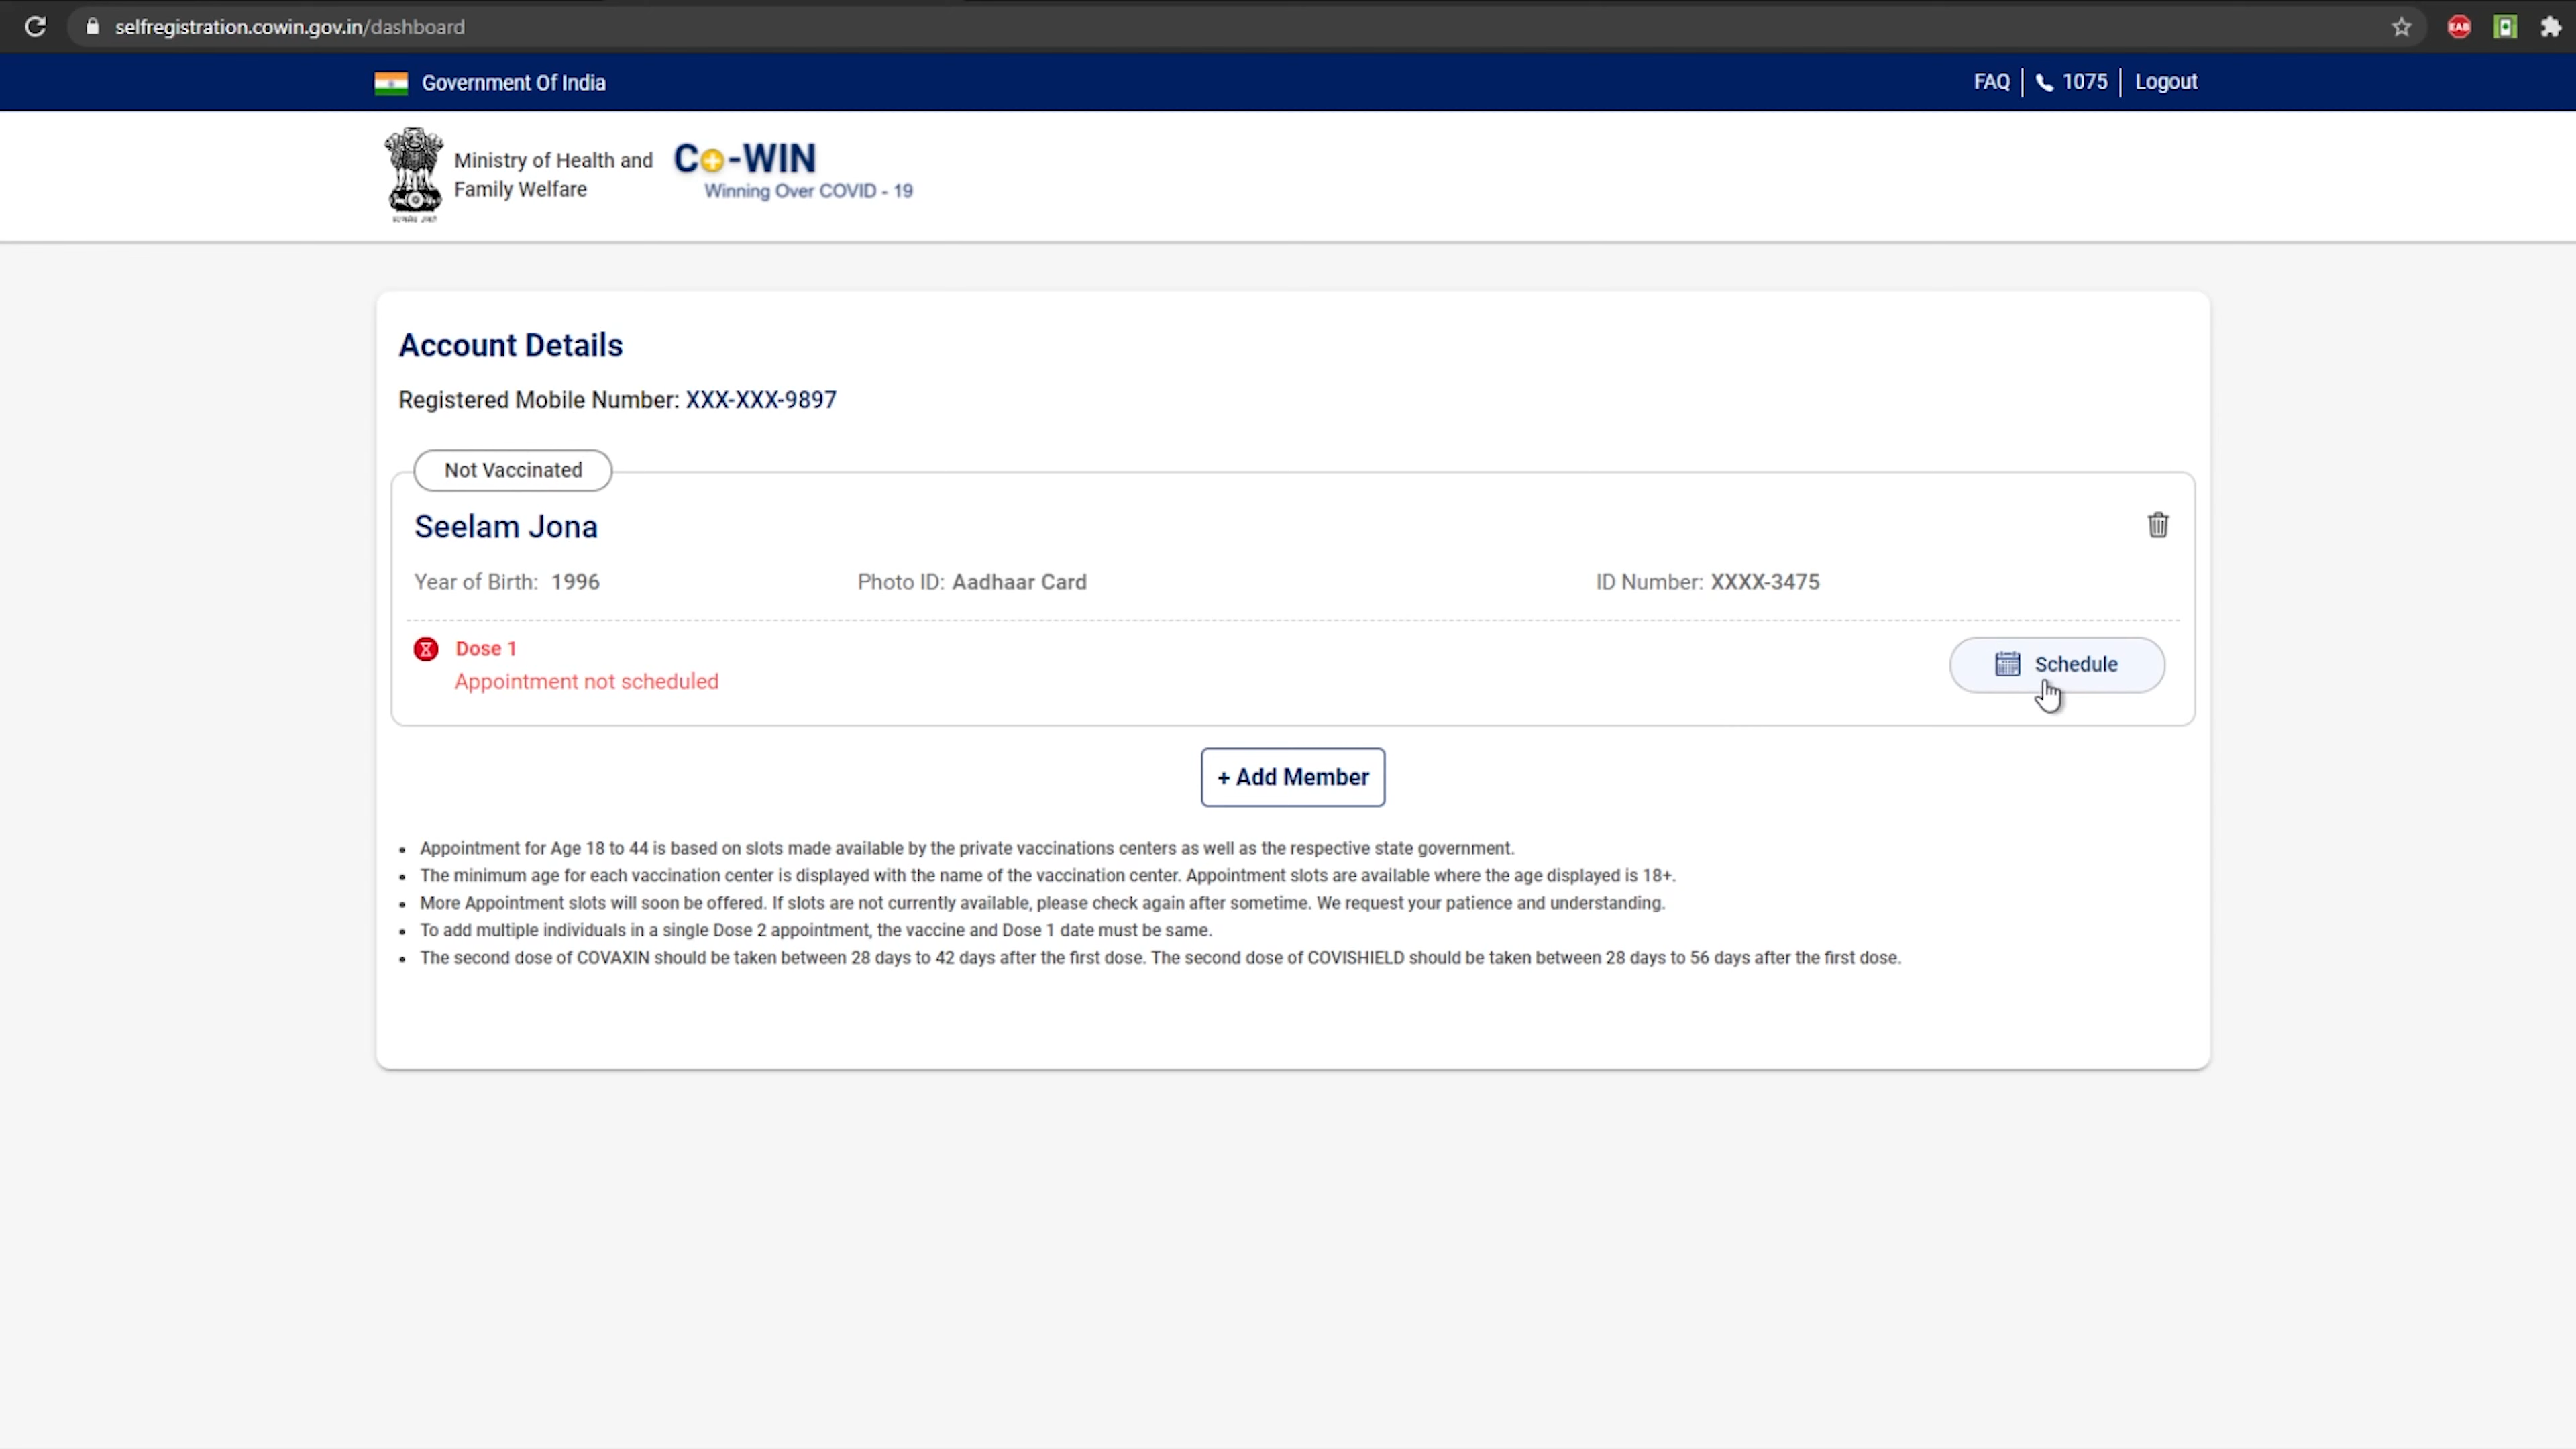 selfregistration.cowin.gov.in/dashboard
EAB
Government Of India
FAQ | 1075 | Logout
Ministry of Health and
Family Welfare
Co-WIN
Winning Over COVID - 19
Account Details
Registered Mobile Number: XXX-XXX-9897
Not Vaccinated
Seelam Jona
Year of Birth: 1996 Photo ID: Aadhaar Card ID Number: XXXX-3475
Dose 1
Appointment not scheduled
Schedule
+ Add Member
• Appointment for Age 18 to 44 is based on slots made available by the private vaccinations centers as well as the respective state government.
• The minimum age for each vaccination center is displayed with the name of the vaccination center. Appointment slots are available where the age displayed is 18+.
• More Appointment slots will soon be offered. If slots are not currently available, please check again after sometime. We request your patience and understanding.
• To add multiple individuals in a single Dose 2 appointment, the vaccine and Dose 1 date must be same.
• The second dose of COVAXIN should be taken between 28 days to 42 days after the first dose. The second dose of COVISHIELD should be taken between 28 days to 56 days after the first dose.